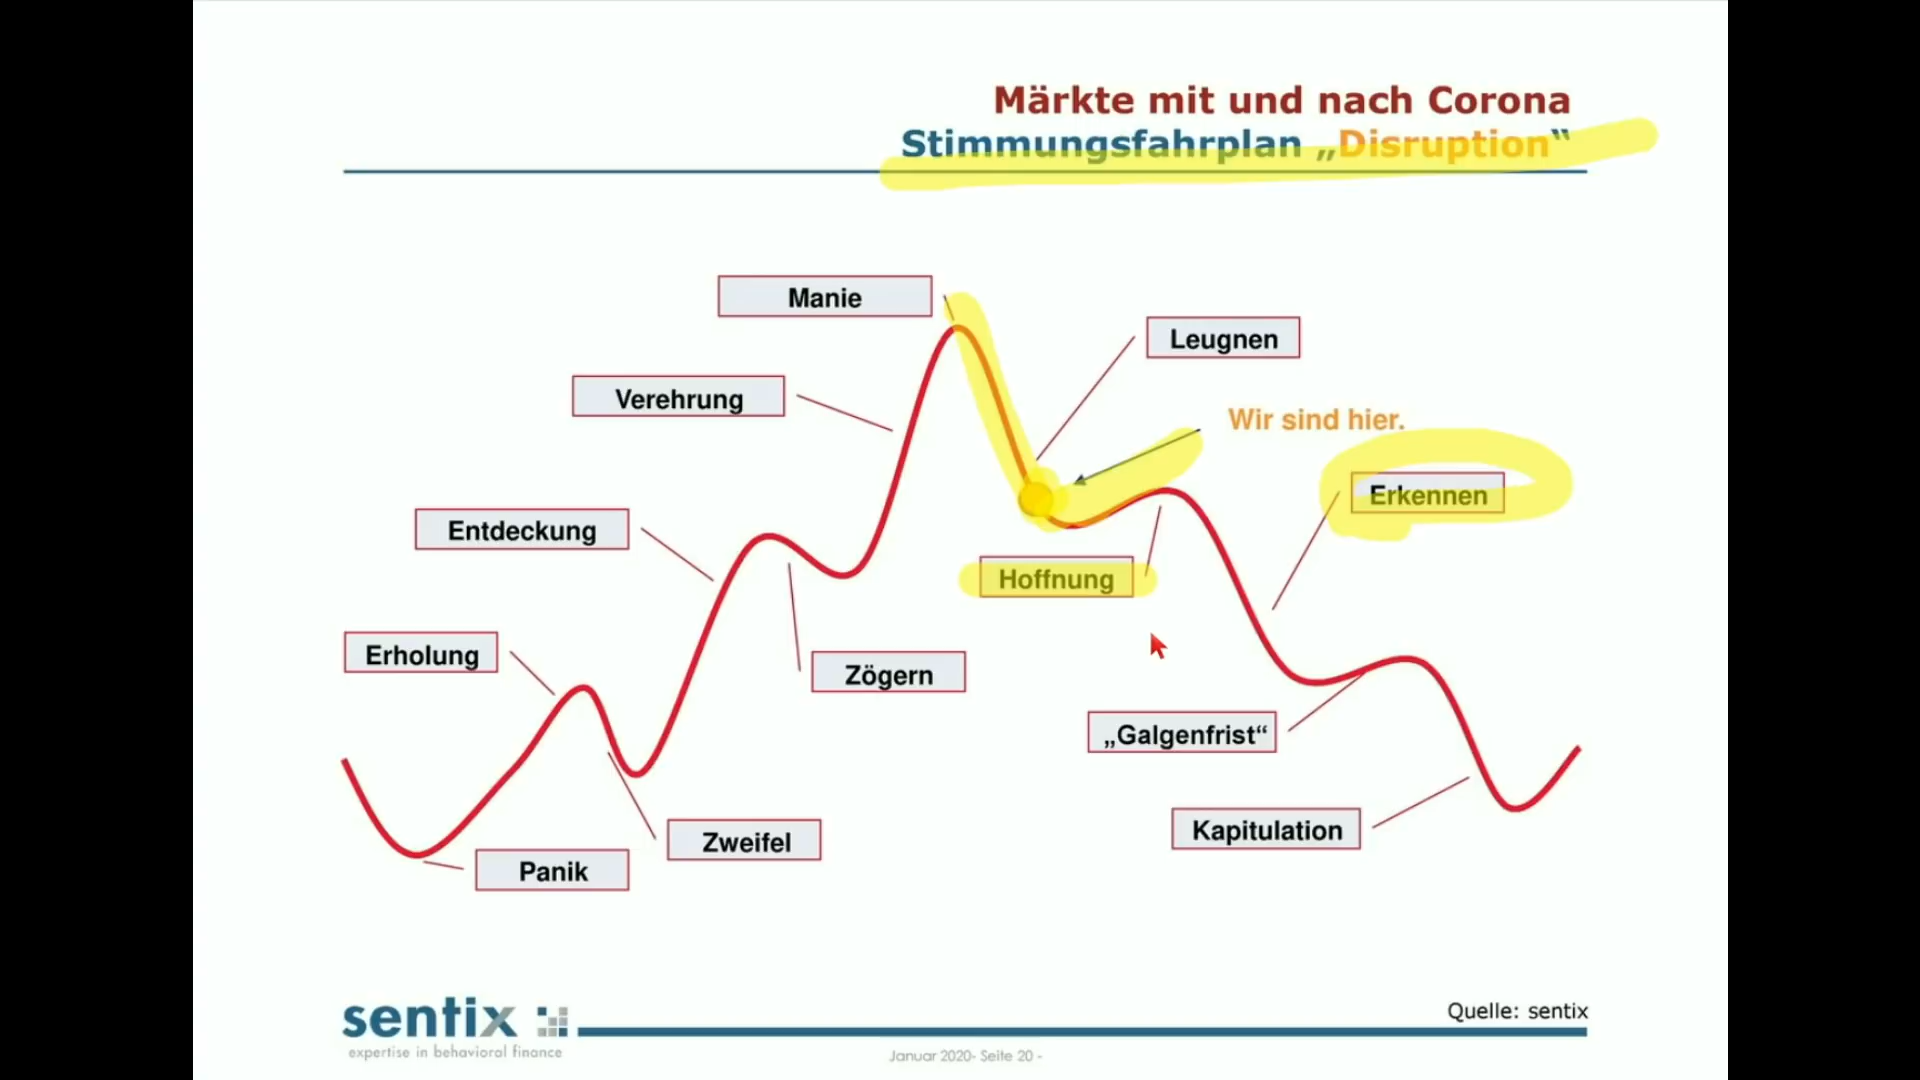 Märkte mit und nach Corona
Stimmungsfahrplan „Disruption“
Manie
Leugnen
Verehrung
Wir sind hier.
Erkennen
Entdeckung
Hoffnung
Erholung
Zögern
„Galgenfrist“
Zweifel
Kapitulation
Panik
sentix
expertise in behavioral finance
Quelle: sentix
Januar 2020- Seite 20 -